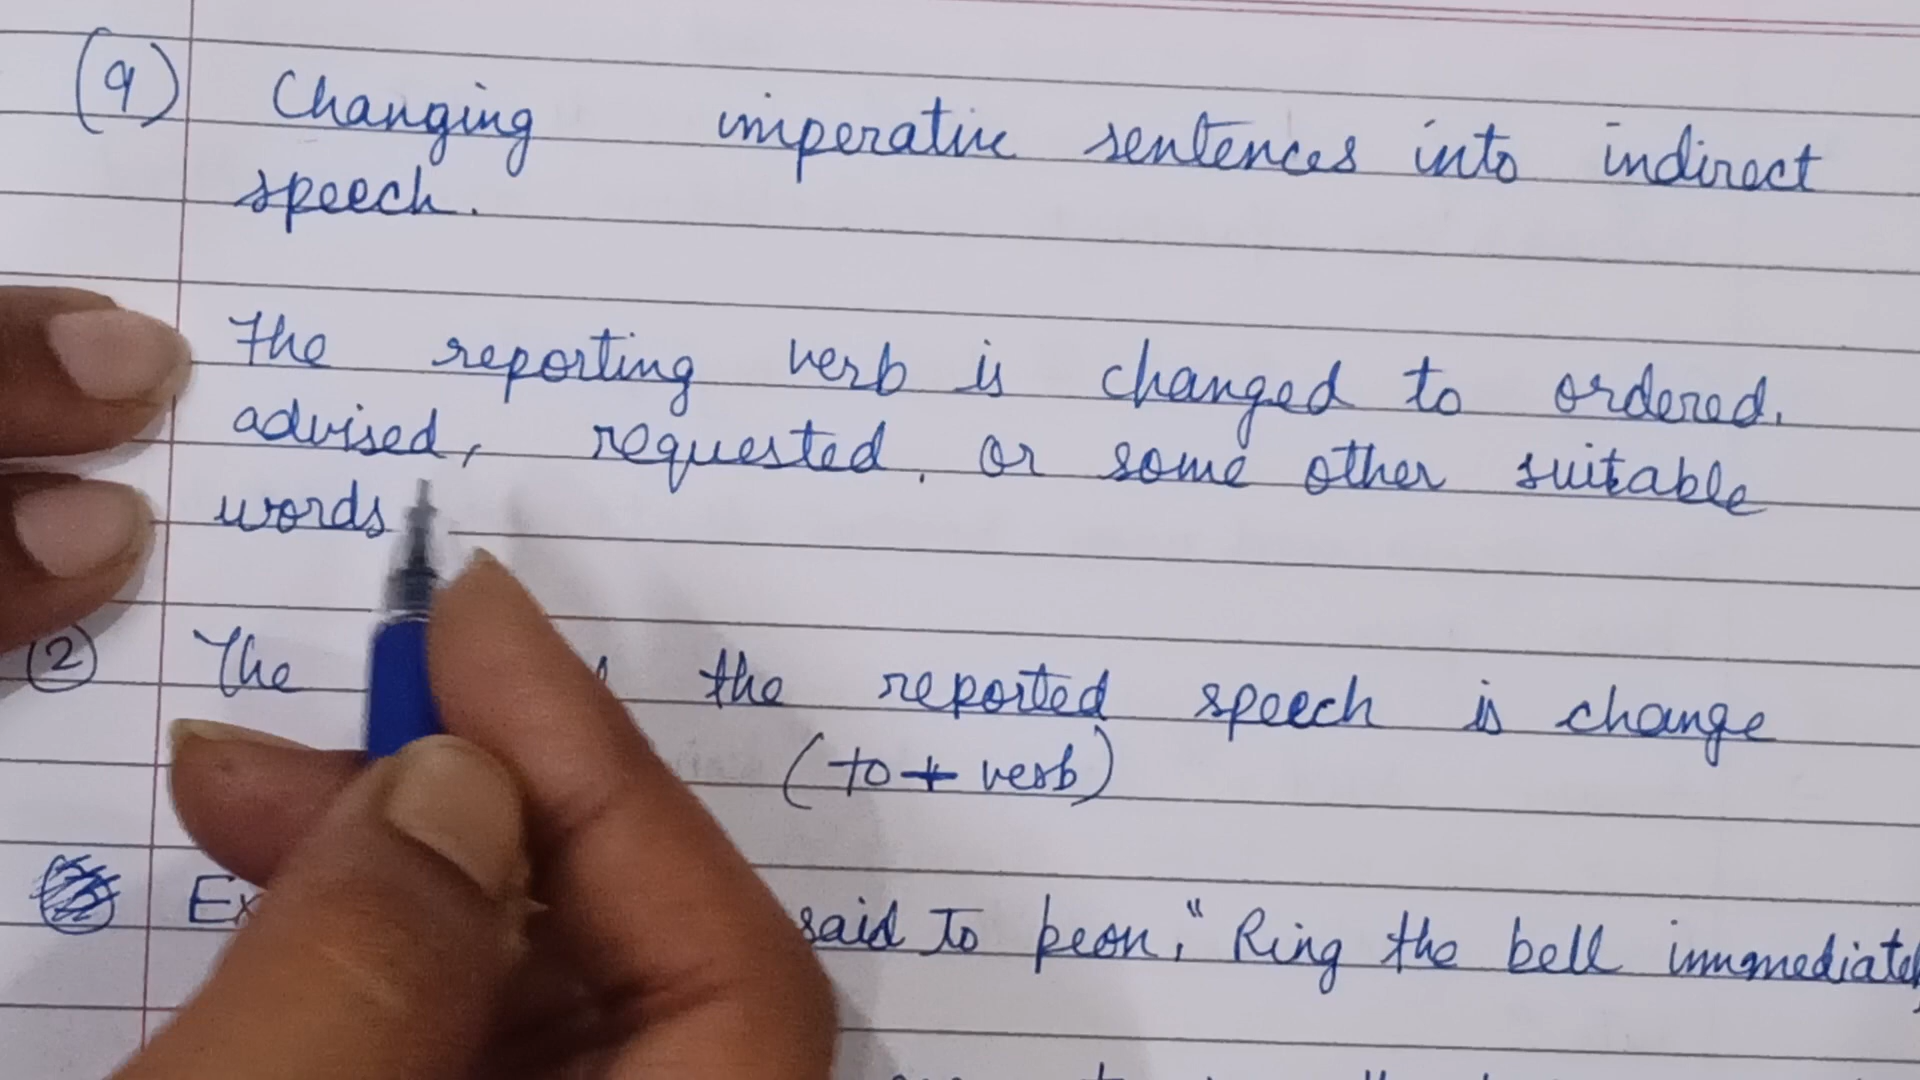 (9) Changing imperative sentences into indirect
speech.
The reporting verb is changed to ordered.
advised, requested, or some other suitable
words
(2) The the reported speech is change
(to + verb)
Ex said to peon, "Ring the bell immediately